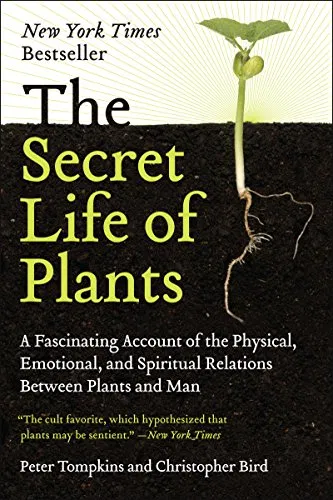 New York Times
Bestseller
The
Secret
Life of
Plants
A Fascinating Account of the Physical,
Emotional, and Spiritual Relations
Between Plants and Man
“The cult favorite, which hypothesized that
plants may be sentient.” —New York Times
Peter Tompkins and Christopher Bird